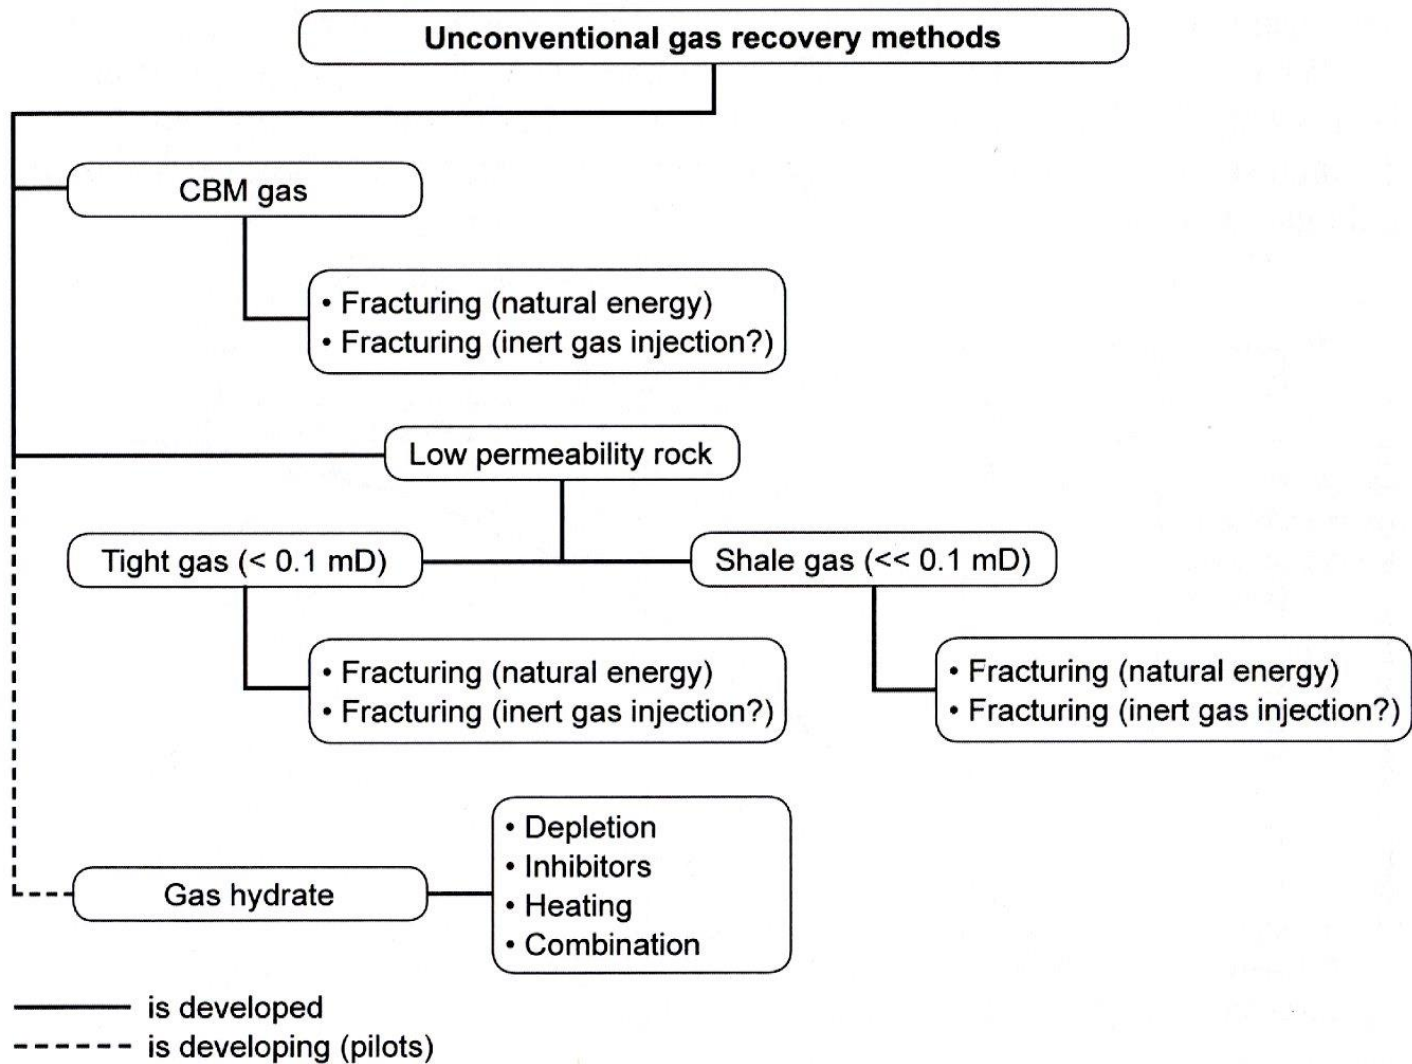 Unconventional gas recovery methods
CBM gas
• Fracturing (natural energy)
• Fracturing (inert gas injection?)
Low permeability rock
Tight gas (< 0.1 mD)
Shale gas (<< 0.1 mD)
• Fracturing (natural energy)
• Fracturing (inert gas injection?)
• Fracturing (natural energy)
• Fracturing (inert gas injection?)
Gas hydrate
• Depletion
• Inhibitors
• Heating
• Combination
is developed
is developing (pilots)